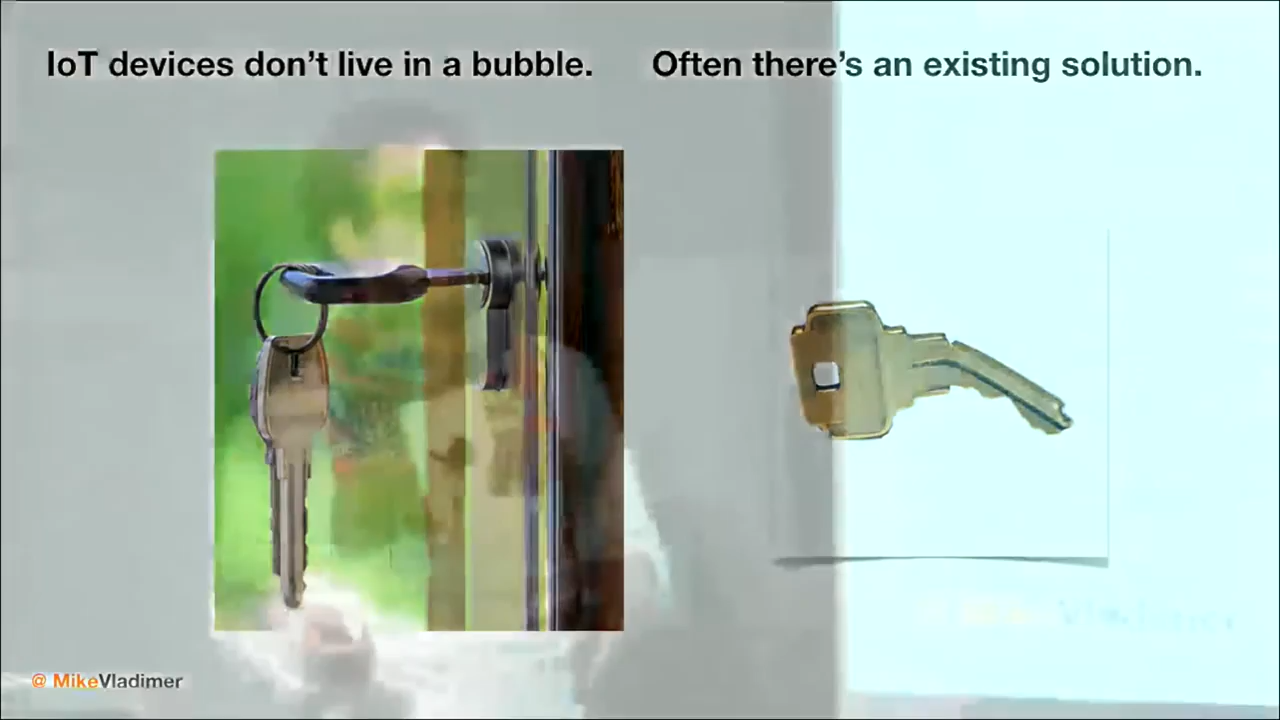 IoT devices don’t live in a bubble.
Often there’s an existing solution.
@ MikeVladimer